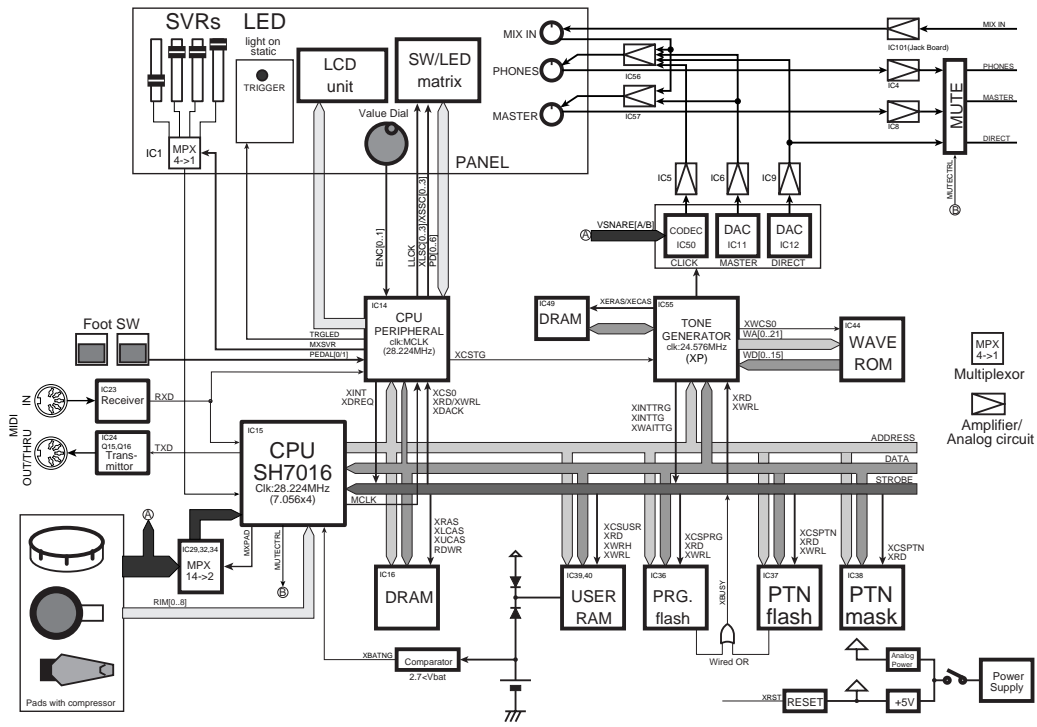 SVRs
LED
light on
static
TRIGGER
LCD
unit
SW/LED
matrix
Value Dial
IC1
MPX
4->1
PANEL
MIX IN
PHONES
MASTER
IC56
IC57
IC101(Jack Board)
MIX IN
IC4
PHONES
MASTER
IC8
MUTE
DIRECT
MUTECTRL
B
IC5
IC6
IC9
VSNARE[A/B]
A
CODEC
IC50
DAC
IC11
DAC
IC12
CLICK
MASTER
DIRECT
ENC[0..1]
LLCK
XLSC[0..3]/XSSC[0..3]
PD[0..6]
IC14
CPU
PERIPHERAL
clk:MCLK
(28.224MHz)
IC49
DRAM
XERAS/XECAS
IC55
TONE
GENERATOR
clk:24.576MHz
(XP)
XWCS0
WA[0..21]
WD[0..15]
IC44
WAVE
ROM
MPX
4->1
Multiplexor
Amplifier/
Analog circuit
Foot SW
TRGLED
MXSVR
PEDAL[0/1]
XCSTG
MIDI
IN
OUT/THRU
IC23
Receiver
RXD
IC24
Q15,Q16
Trans-
mittor
TXD
XINT
XDREQ
XCS0
XRD/XWRL
XDACK
XINTTRG
XINTTG
XWAITTG
XRD
XWRL
IC15
CPU
SH7016
Clk:28.224MHz
(7.056x4)
ADDRESS
DATA
STROBE
MCLK
A
IC29,32,34
MPX
14->2
MXPAD
MUTECTRL
B
RIM[0..8]
Pads with compressor
XRAS
XLCAS
XUCAS
RDWR
IC16
DRAM
XCSUSR
XRD
XWRH
XWRL
IC39,40
USER
RAM
XCSPRG
XRD
XWRL
IC36
PRG.
flash
XBUSY
XCSPTN
XRD
XWRL
IC37
PTN
flash
XCSPTN
XRD
IC38
PTN
mask
Wired OR
XBATNG
Comparator
2.7<Vbat
Analog
Power
XRST
RESET
+5V
Power
Supply